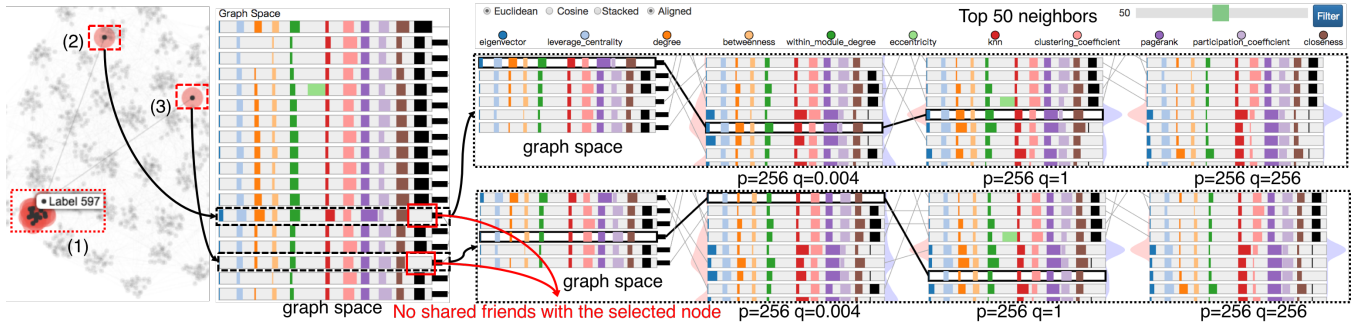 (2)
(3)
Label 597
(1)
Graph Space
graph space
No shared friends with the selected node
Euclidean Cosine Stacked Aligned
Top 50 neighbors
50
Filter
eigenvector leverage_centrality degree betweenness within_module_degree eccentricity knn clustering_coefficient pagerank participation_coefficient closeness
graph space
p=256 q=0.004 p=256 q=1 p=256 q=256
graph space
p=256 q=0.004 p=256 q=1 p=256 q=256